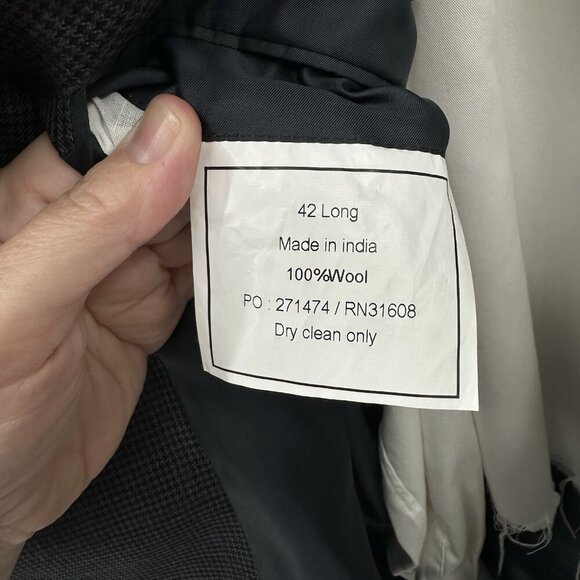 42 Long
Made in india
100%Wool
PO : 271474 / RN31608
Dry clean only